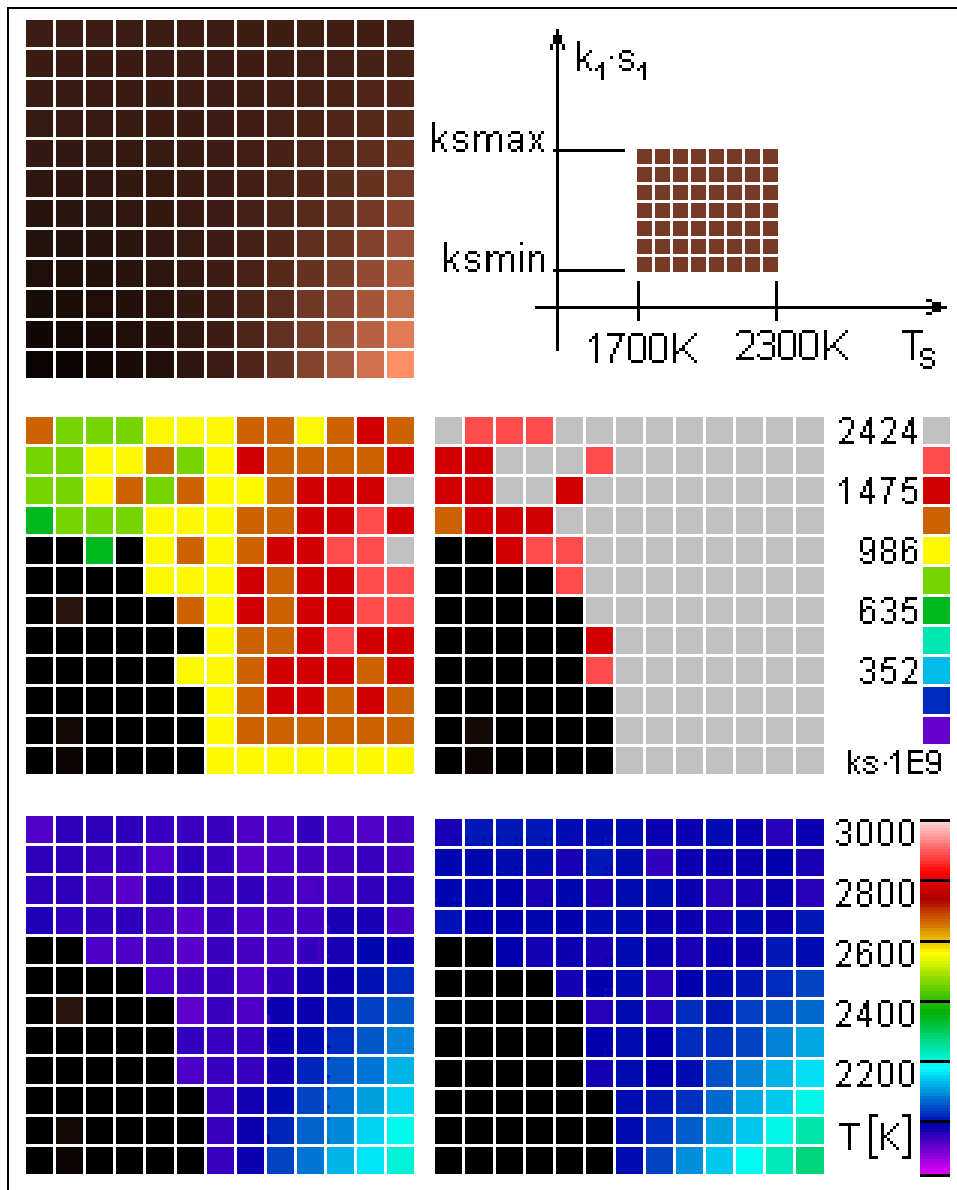 k₁·s₁
ksmax
ksmin
1700K
2300K
Tₛ
2424
1475
986
635
352
ks·1E9
3000
2800
2600
2400
2200
T[K]